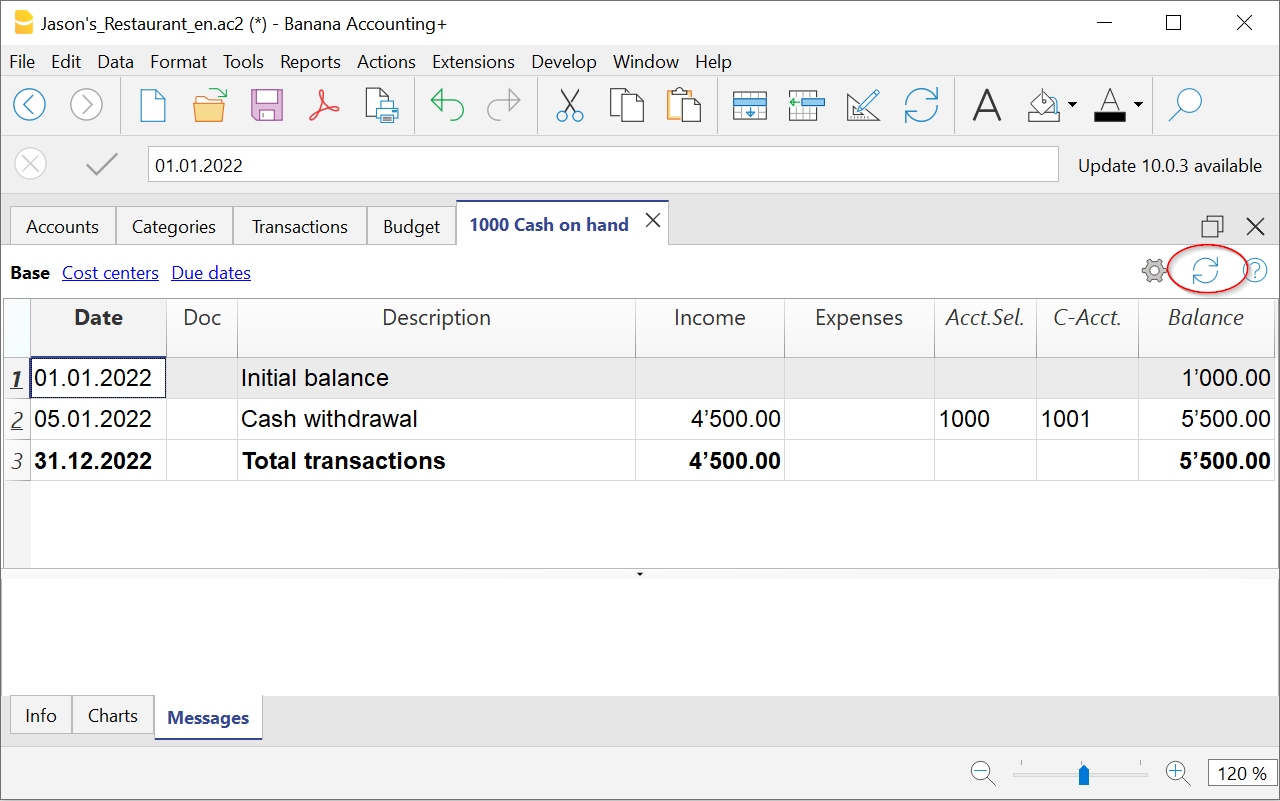 Jason's_Restaurant_en.ac2 (*) - Banana Accounting+
File Edit Data Format Tools Reports Actions Extensions Develop Window Help
A A
01.01.2022 Update 10.0.3 available
Accounts Categories Transactions Budget 1000 Cash on hand
Base Cost centers Due dates ?
Date Doc Description Income Expenses Acct.Sel. C-Acct. Balance
1 01.01.2022 Initial balance 1’000.00
2 05.01.2022 Cash withdrawal 4’500.00 1000 1001 5’500.00
3 31.12.2022 Total transactions 4’500.00 5’500.00
Info Charts Messages
120 %